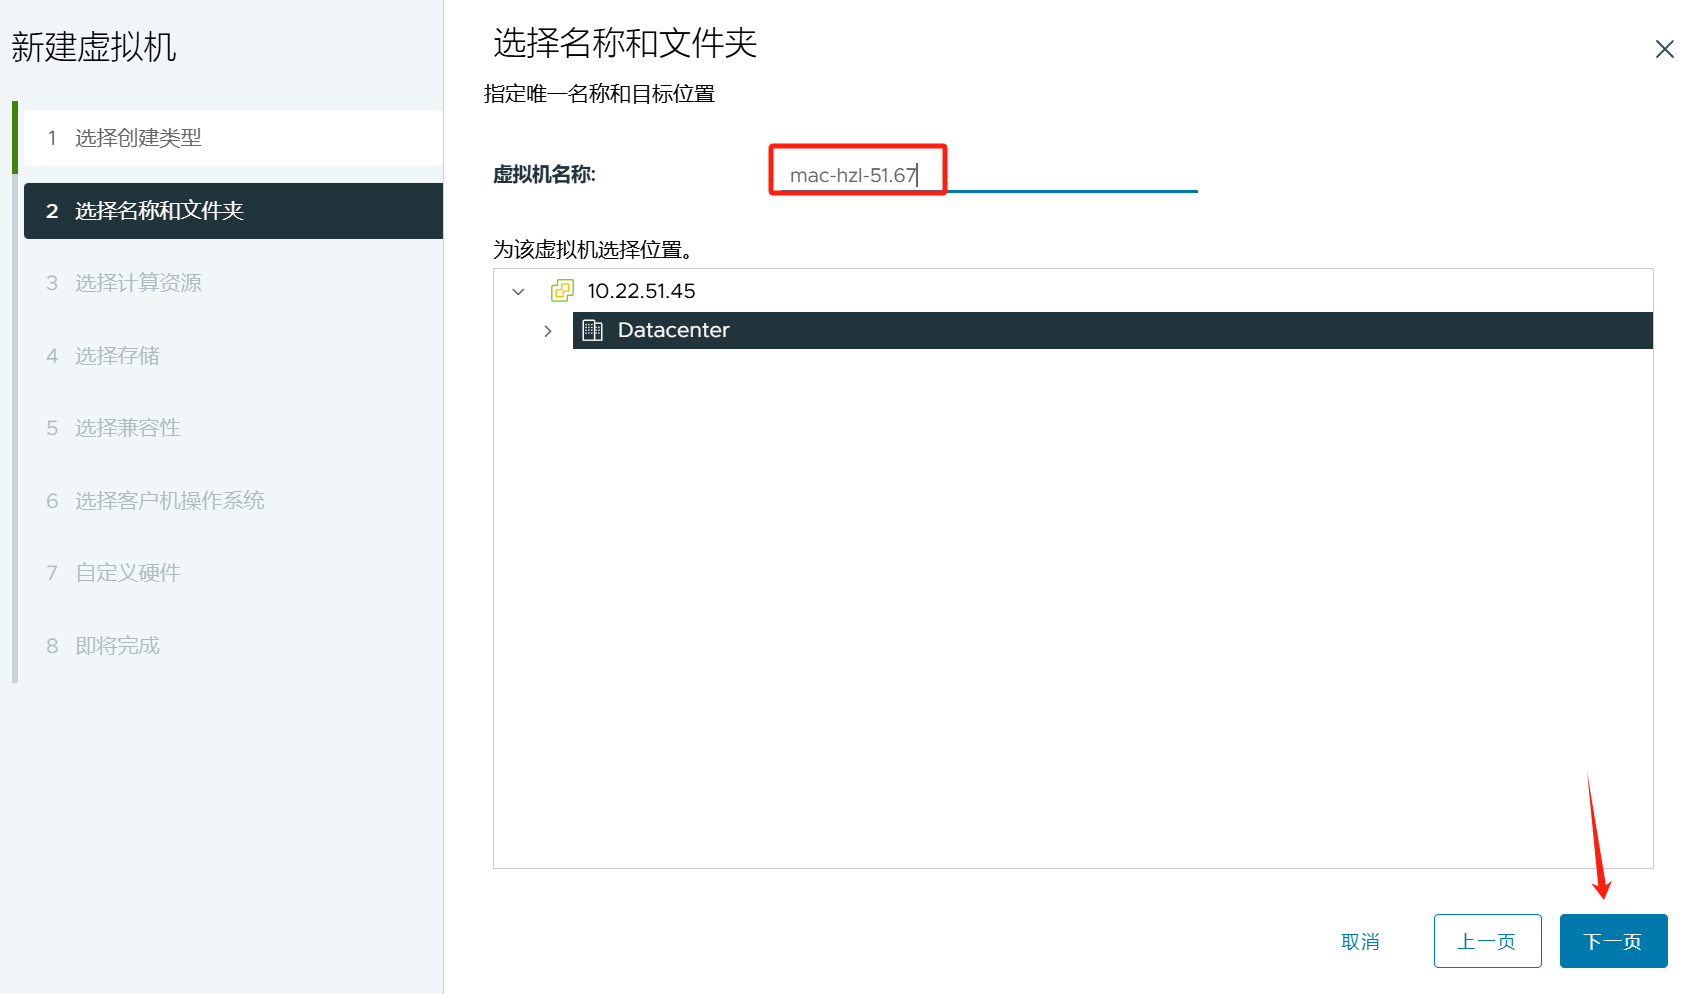 新建虚拟机
1 选择创建类型
2 选择名称和文件夹
3 选择计算资源
4 选择存储
5 选择兼容性
6 选择客户机操作系统
7 自定义硬件
8 即将完成
选择名称和文件夹
指定唯一名称和目标位置
虚拟机名称: mac-hzl-51.67
为该虚拟机选择位置。
10.22.51.45
Datacenter
取消 上一页 下一页